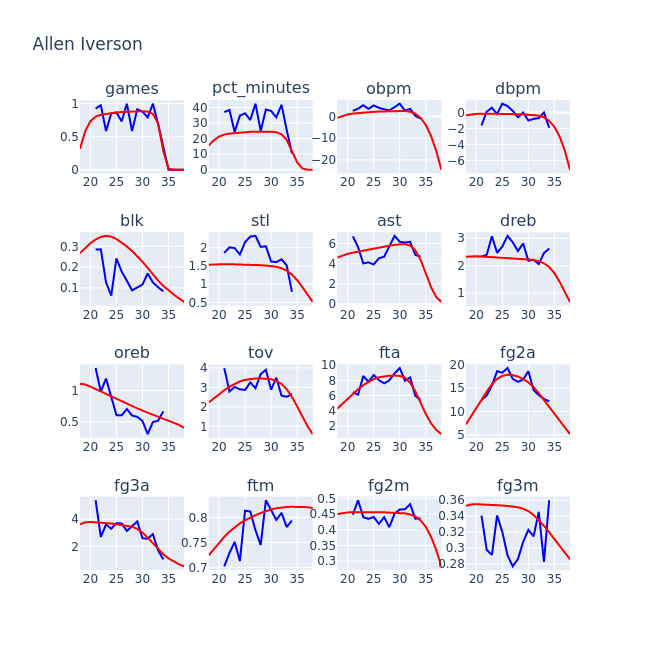 Allen Iverson
games pct_minutes obpm dbpm
1 0.5 0 20 25 30 35
40 30 20 10 0 20 25 30 35
0 −10 −20 20 25 30 35
0 −2 −4 −6 20 25 30 35
blk stl ast dreb
0.3 0.2 0.1 20 25 30 35
2 1.5 1 0.5 20 25 30 35
6 4 2 0 20 25 30 35
3 2 1 20 25 30 35
oreb tov fta fg2a
1 0.5 20 25 30 35
4 3 2 1 20 25 30 35
10 8 6 4 2 20 25 30 35
20 15 10 5 20 25 30 35
fg3a ftm fg2m fg3m
4 2 20 25 30 35
0.8 0.75 0.7 20 25 30 35
0.5 0.45 0.4 0.35 0.3 20 25 30 35
0.36 0.34 0.32 0.3 0.28 20 25 30 35